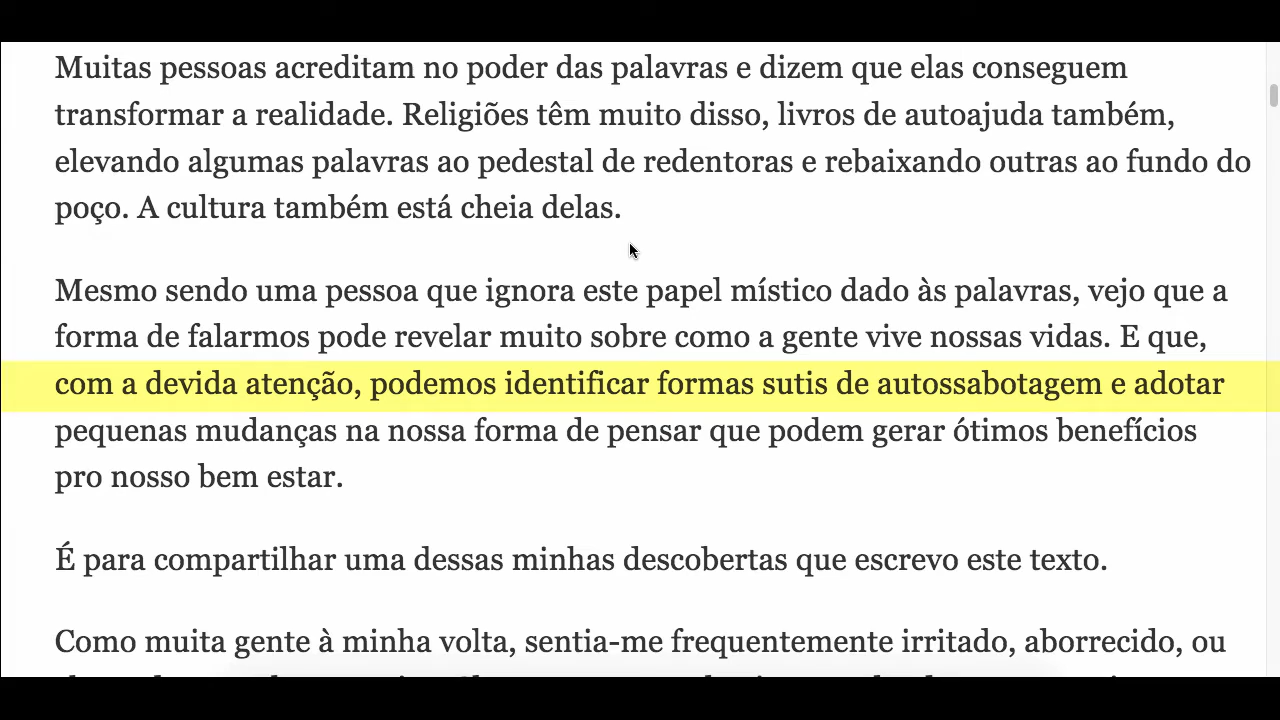 Muitas pessoas acreditam no poder das palavras e dizem que elas conseguem
transformar a realidade. Religiões têm muito disso, livros de autoajuda também,
elevando algumas palavras ao pedestal de redentoras e rebaixando outras ao fundo do
poço. A cultura também está cheia delas.
Mesmo sendo uma pessoa que ignora este papel místico dado às palavras, vejo que a
forma de falarmos pode revelar muito sobre como a gente vive nossas vidas. E que,
com a devida atenção, podemos identificar formas sutis de autossabotagem e adotar
pequenas mudanças na nossa forma de pensar que podem gerar ótimos benefícios
pro nosso bem estar.
É para compartilhar uma dessas minhas descobertas que escrevo este texto.
Como muita gente à minha volta, sentia-me frequentemente irritado, aborrecido, ou